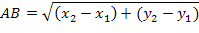 AB = √(x₂ − x₁) + (y₂ − y₁)